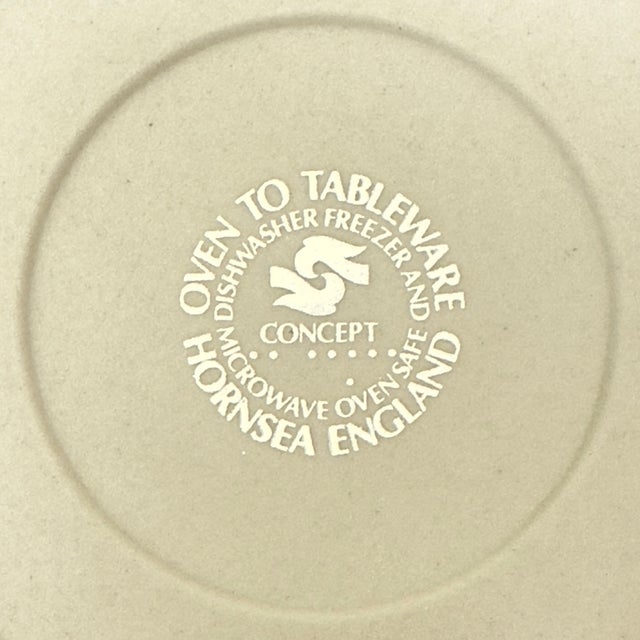 OVEN TO TABLEWARE
DISHWASHER FREEZER AND
CONCEPT
MICROWAVE OVEN SAFE
HORNSEA ENGLAND